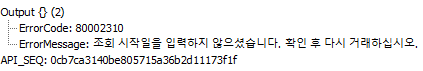 Output {} (2)
ErrorCode: 80002310
ErrorMessage: 조회 시작일을 입력하지 않으셨습니다. 확인 후 다시 거래하십시오.
API_SEQ: 0cb7ca3140be805715a36b2d11173f1f